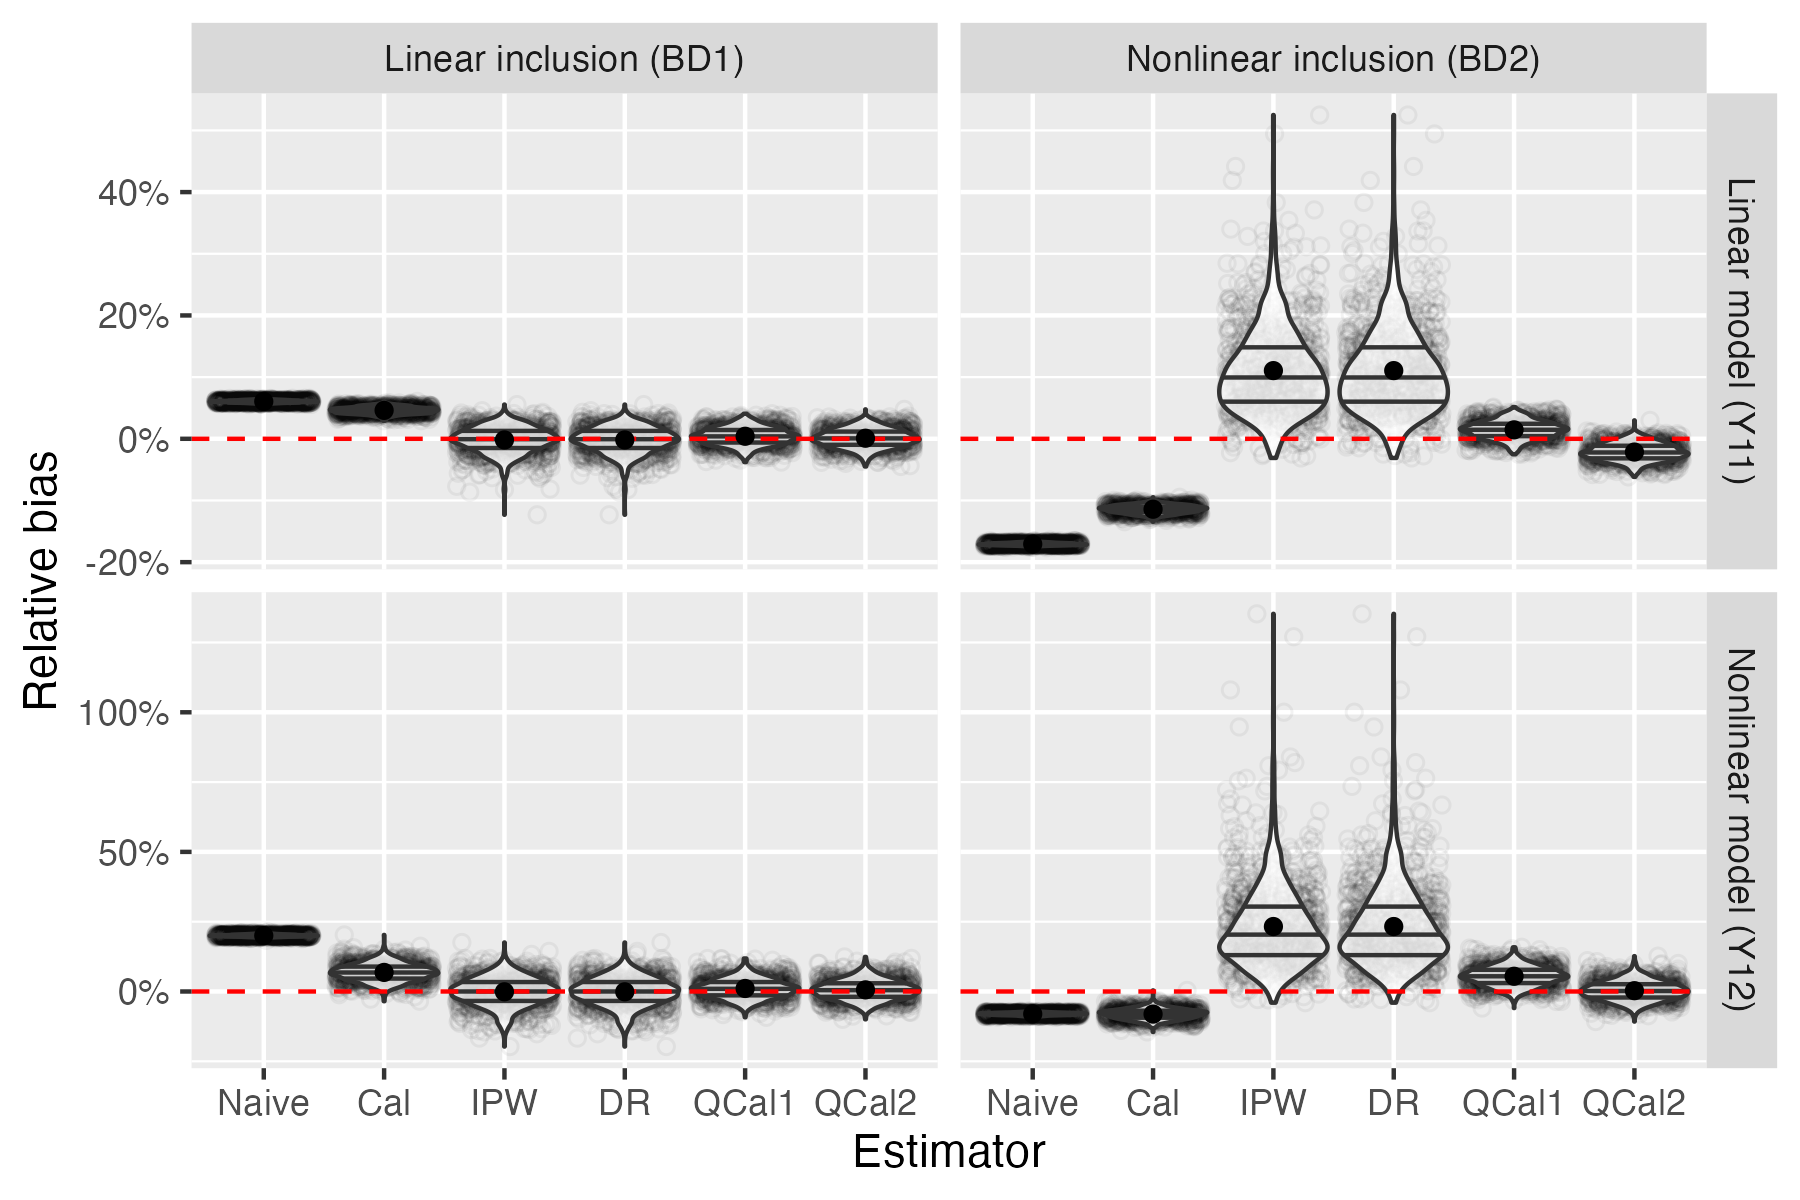 Linear inclusion (BD1)
Nonlinear inclusion (BD2)
40%
20%
0%
-20%
Linear model (Y11)
100%
50%
0%
Nonlinear model (Y12)
Relative bias
Naive Cal IPW DR QCal1 QCal2
Naive Cal IPW DR QCal1 QCal2
Estimator